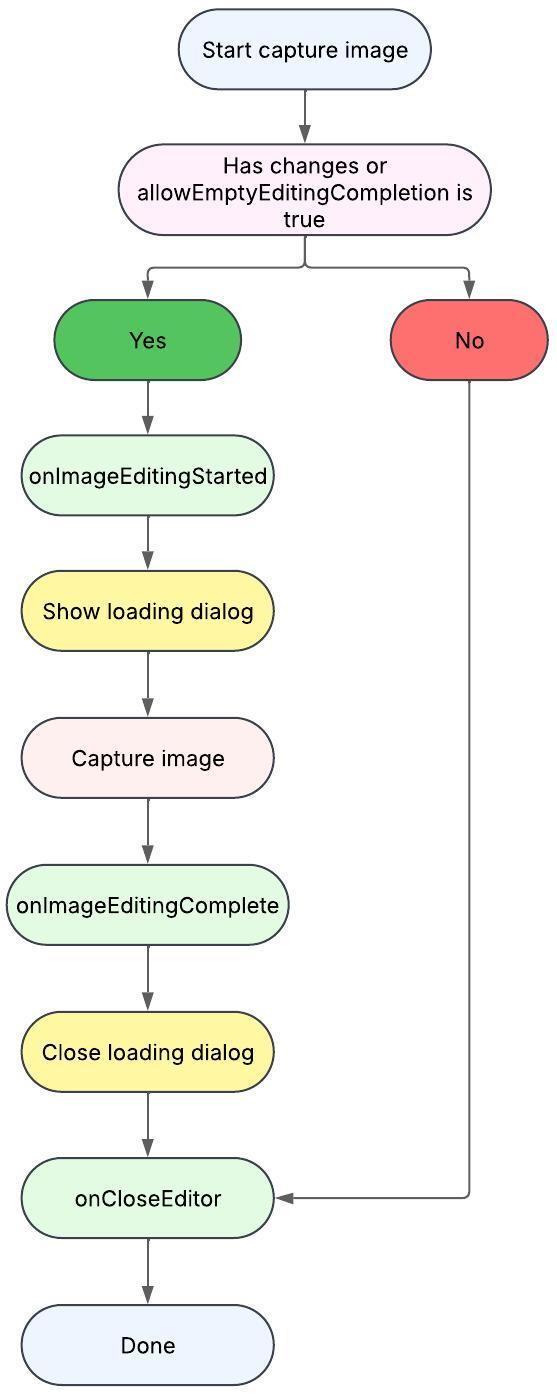 Start capture image
Has changes or
allowEmptyEditingCompletion is
true
Yes
No
onImageEditingStarted
Show loading dialog
Capture image
onImageEditingComplete
Close loading dialog
onCloseEditor
Done